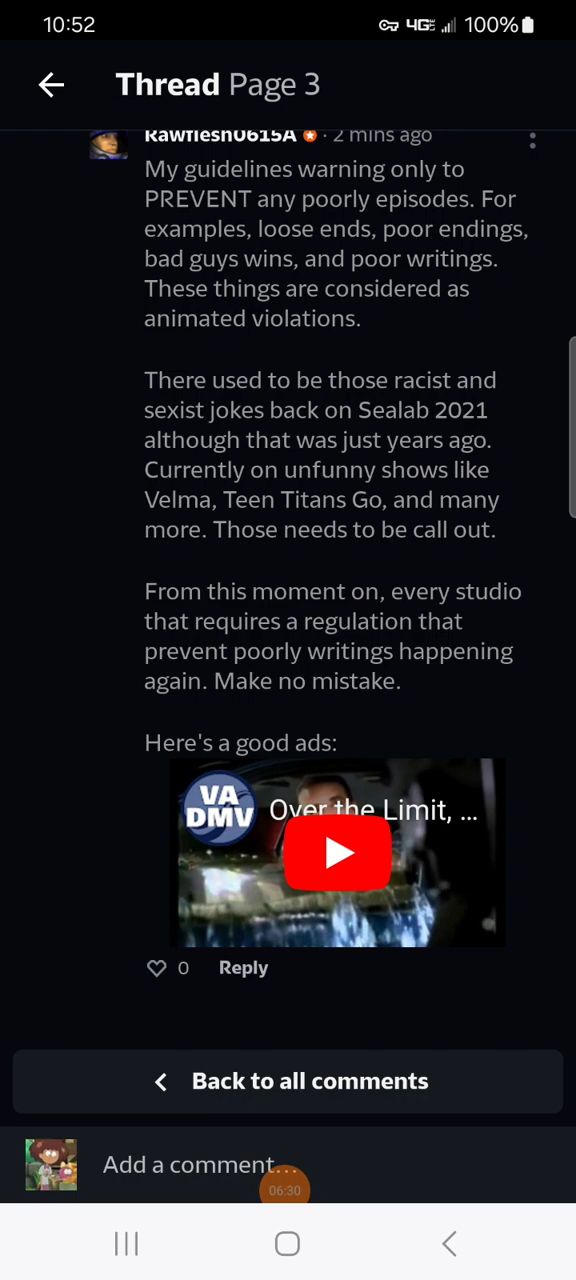 10:52 4G 100%
Thread Page 3
Rawflesh0615A · 2 mins ago
My guidelines warning only to
PREVENT any poorly episodes. For
examples, loose ends, poor endings,
bad guys wins, and poor writings.
These things are considered as
animated violations.
There used to be those racist and
sexist jokes back on Sealab 2021
although that was just years ago.
Currently on unfunny shows like
Velma, Teen Titans Go, and many
more. Those needs to be call out.
From this moment on, every studio
that requires a regulation that
prevent poorly writings happening
again. Make no mistake.
Here's a good ads:
VA
DMV
Over the Limit, ...
0 Reply
Back to all comments
Add a comment...
06:30